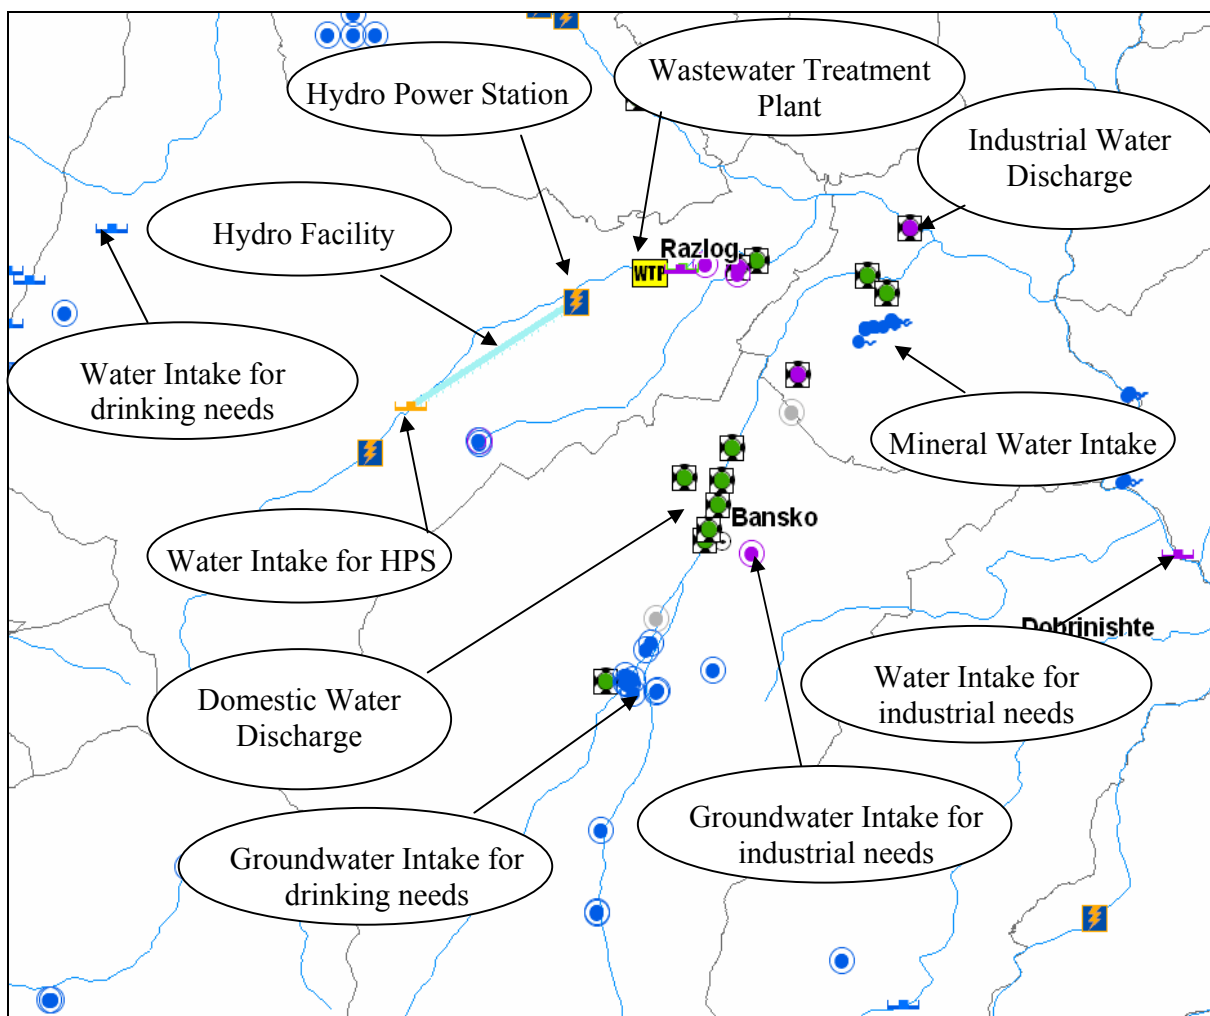 Hydro Power Station
Wastewater Treatment
Plant
Industrial Water
Discharge
Hydro Facility
Razlog
WTP
Water Intake for
drinking needs
Mineral Water Intake
Bansko
Water Intake for HPS
Dobrinishte
Domestic Water
Discharge
Water Intake for
industrial needs
Groundwater Intake for
industrial needs
Groundwater Intake for
drinking needs